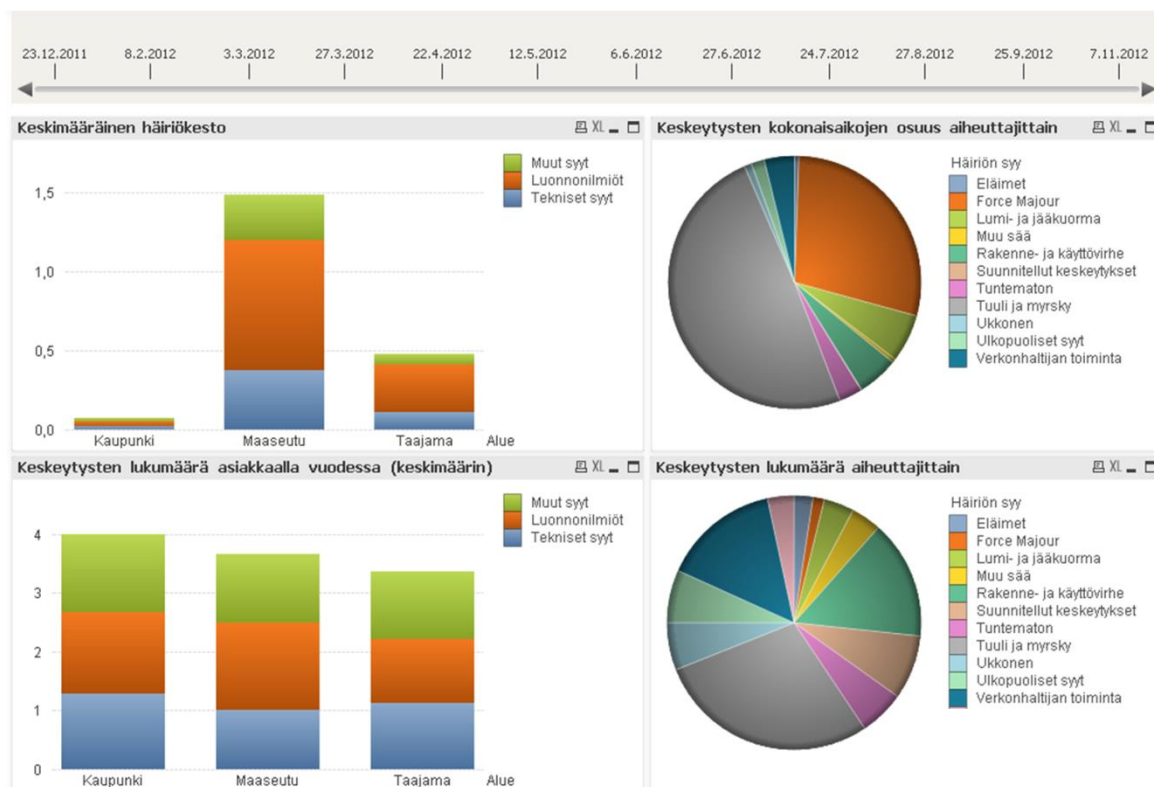 23.12.2011 8.2.2012 3.3.2012 27.3.2012 22.4.2012 12.5.2012 6.6.2012 27.6.2012 24.7.2012 27.8.2012 25.9.2012 7.11.2012
Keskimääräinen häiriökesto XL
Muut syyt
Luonnonilmiöt
Tekniset syyt
1,5
1,0
0,5
0,0
Kaupunki Maaseutu Taajama Alue
Keskeytysten kokonaisaikojen osuus aiheuttajittain XL
Häiriön syy
Eläimet
Force Majour
Lumi- ja jääkuorma
Muu sää
Rakenne- ja käyttövirhe
Suunnitellut keskeytykset
Tuntematon
Tuuli ja myrsky
Ukkonen
Ulkopuoliset syyt
Verkonhaltijan toiminta
Keskeytysten lukumäärä asiakkaalla vuodessa (keskimäärin) XL
Muut syyt
Luonnonilmiöt
Tekniset syyt
4
3
2
1
0
Kaupunki Maaseutu Taajama Alue
Keskeytysten lukumäärä aiheuttajittain XL
Häiriön syy
Eläimet
Force Majour
Lumi- ja jääkuorma
Muu sää
Rakenne- ja käyttövirhe
Suunnitellut keskeytykset
Tuntematon
Tuuli ja myrsky
Ukkonen
Ulkopuoliset syyt
Verkonhaltijan toiminta